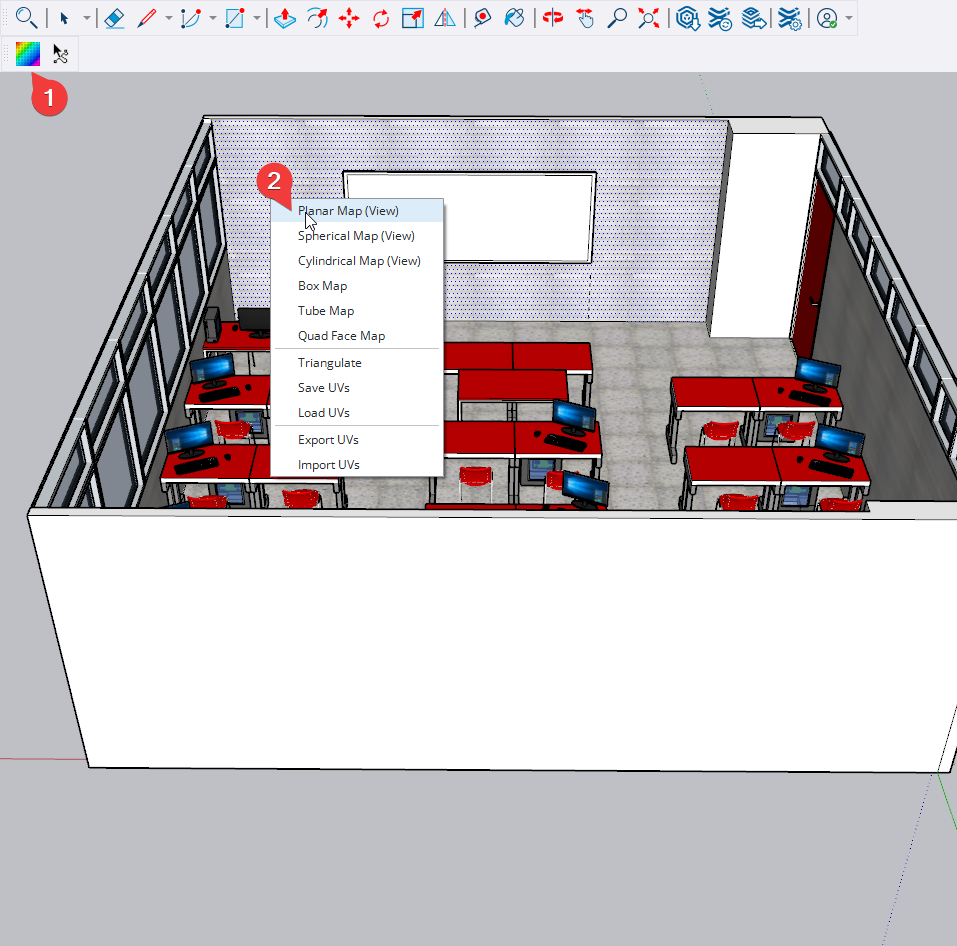 1
2
Planar Map (View)
Spherical Map (View)
Cylindrical Map (View)
Box Map
Tube Map
Quad Face Map
Triangulate
Save UVs
Load UVs
Export UVs
Import UVs